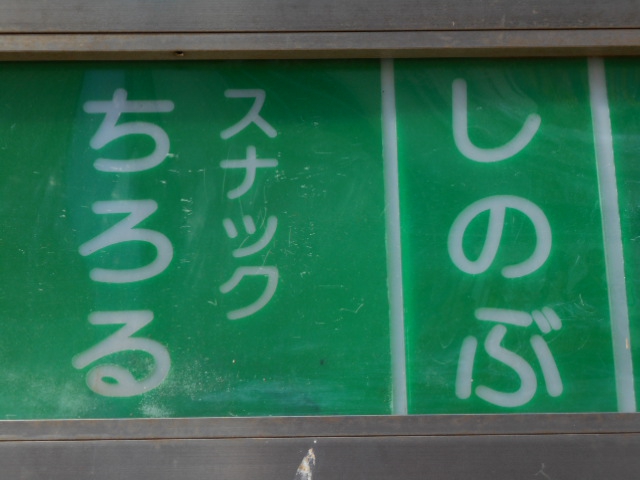 しのぶ
スナック
ちろる